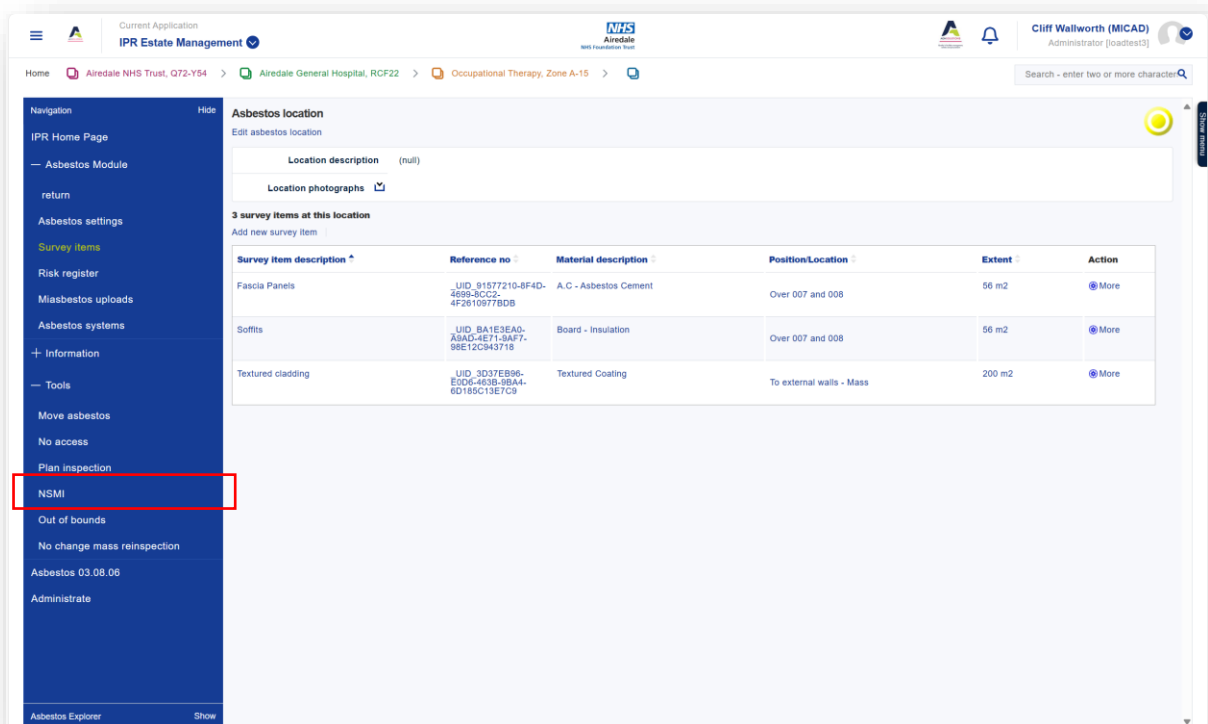 Current Application
IPR Estate Management
NHS
Airedale
NHS Foundation Trust
Cliff Wallworth (MICAD)
Administrator [loadtest3]
Home
Airedale NHS Trust, Q72-Y54 >
Airedale General Hospital, RCF22 >
Occupational Therapy, Zone A-15 >
Search - enter two or more character
Navigation
Hide
IPR Home Page
— Asbestos Module
return
Asbestos settings
Survey items
Risk register
Miasbestos uploads
Asbestos systems
+ Information
— Tools
Move asbestos
No access
Plan inspection
NSMI
Out of bounds
No change mass reinspection
Asbestos 03.08.06
Administrate
Asbestos Explorer
Show
Asbestos location
Edit asbestos location
Show menu
Location description (null)
Location photographs
3 survey items at this location
Add new survey item
Survey item description Reference no Material description Position/Location Extent Action
Fascia Panels
_UID_91577210-8F4D-
4699-8CC2-
4F2610977BDB
A.C - Asbestos Cement
Over 007 and 008
56 m2
More
Soffits
_UID_BA1E3EA0-
A9AD-4E71-9AF7-
98E12C943718
Board - Insulation
Over 007 and 008
56 m2
More
Textured cladding
_UID_3D37EB96-
E0D6-463B-9BA4-
6D185C13E7C9
Textured Coating
To external walls - Mass
200 m2
More